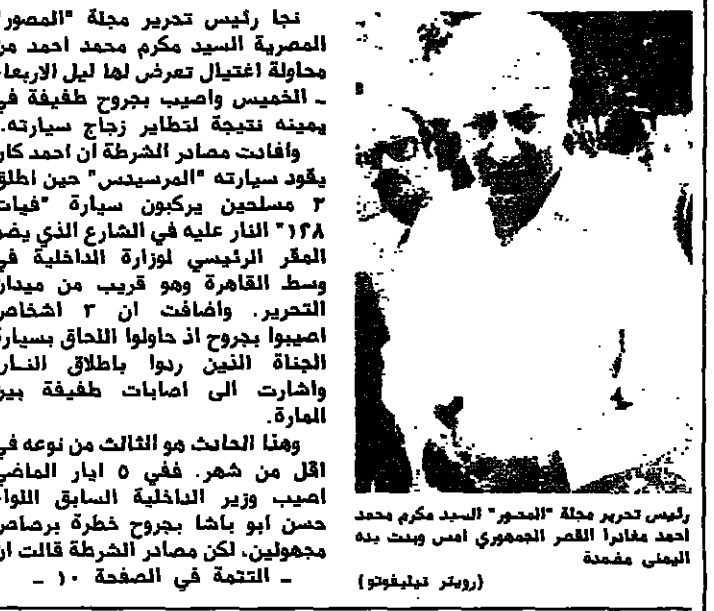 نجا رئيس تحرير مجلة "المصور"
المصرية السيد مكرم محمد احمد من
محاولة اغتيال تعرض لها ليل الاربعاء
ـ الخميس واصيب بجروح طفيفة في
يمينه نتيجة لتطاير زجاج سيارته.
وافادت مصادر الشرطة ان احمد كان
يقود سيارته "المرسيدس" حين اطلق
٣ مسلحين يركبون سيارة "فيات
١٢٨" النار عليه في الشارع الذي يضم
المقر الرئيسي لوزارة الداخلية في
وسط القاهرة وهو قريب من ميدان
التحرير. واضافت ان ٣ اشخاص
اصيبوا بجروح اذ حاولوا اللحاق بسيارة
الجناة الذين ردوا باطلاق النار.
واشارت الى اصابات طفيفة بين
المارة.
وهذا الحادث هو الثالث من نوعه في
اقل من شهر. ففي ٥ ايار الماضي
اصيب وزير الداخلية السابق اللواء
حسن ابو باشا بجروح خطرة برصاص
مجهولين، لكن مصادر الشرطة قالت ان
ـ التتمة في الصفحة ١٠ ـ
رئيس تحرير مجلة "المصور" السيد مكرم محمد
احمد مغادرا القصر الجمهوري امس وبدت يده
اليمنى مضمدة
(رويتر تيليفوتو)